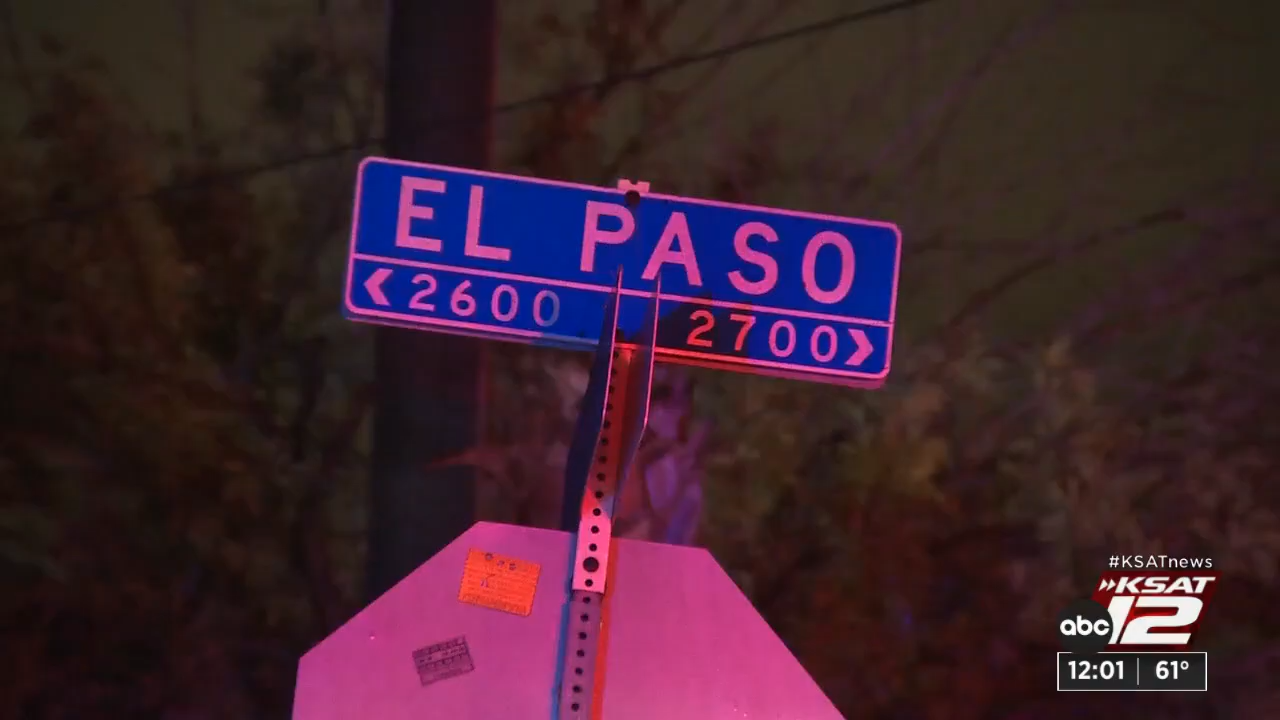 EL PASO
<2600 2700>
#KSATnews
KSAT
abc 12
12:01 61°